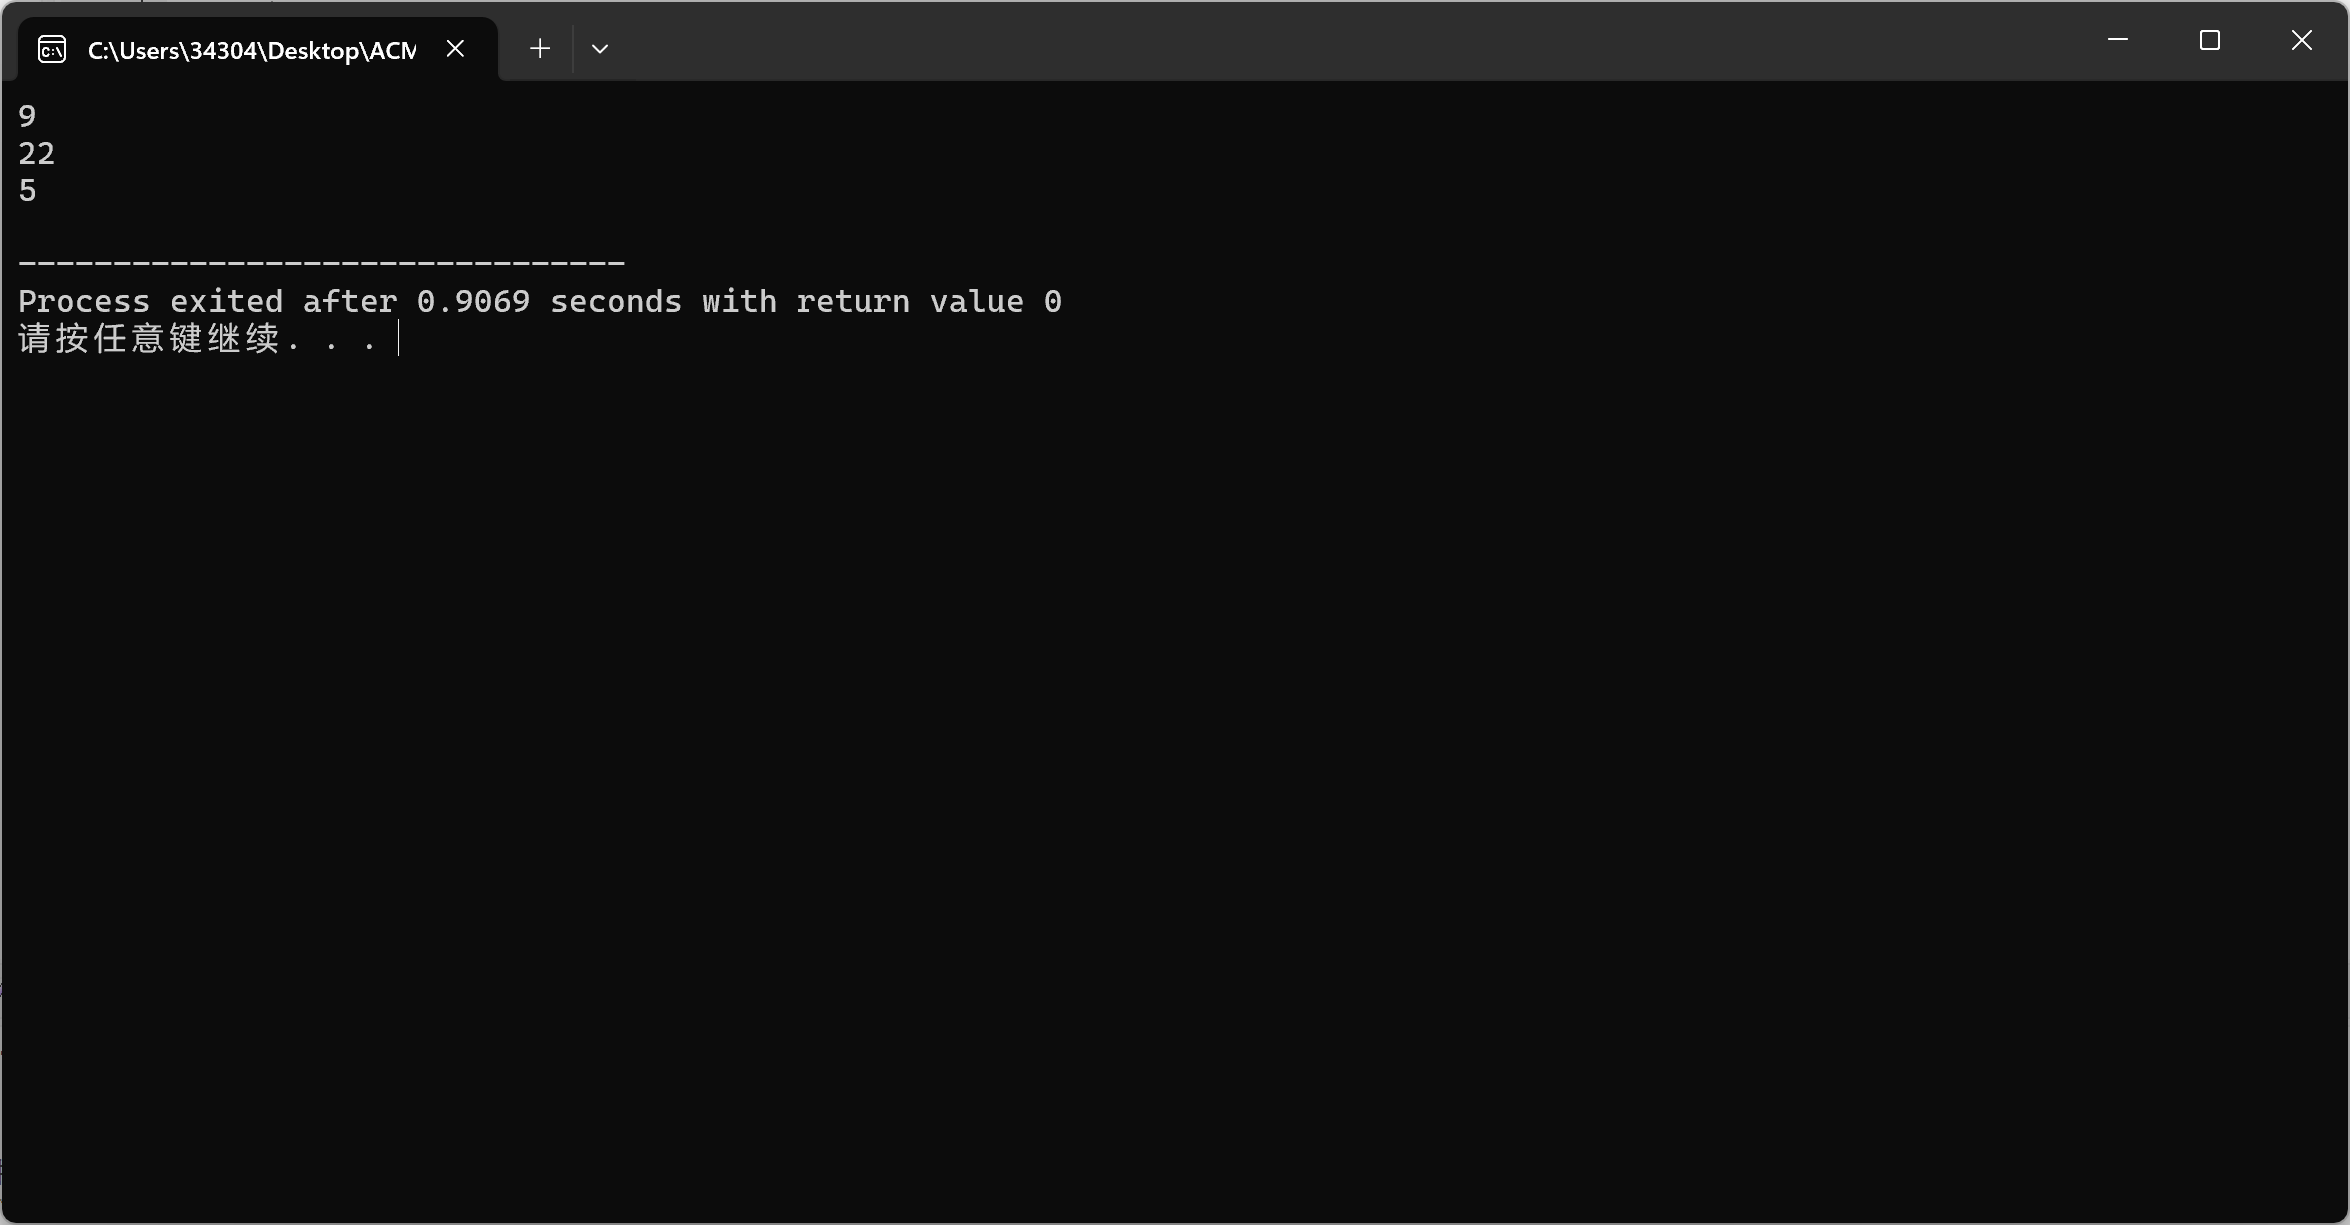 C:\Users\34304\Desktop\ACM
9
22
5
--------------------------------
Process exited after 0.9069 seconds with return value 0
请按任意键继续. . .